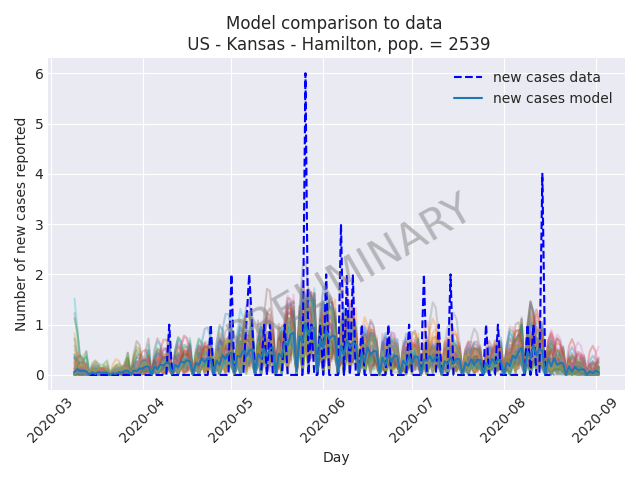 Model comparison to data
US - Kansas - Hamilton, pop. = 2539
Number of new cases reported
6
5
4
3
2
1
0
new cases data
new cases model
PRELIMINARY
2020-03
2020-04
2020-05
2020-06
2020-07
2020-08
2020-09
Day